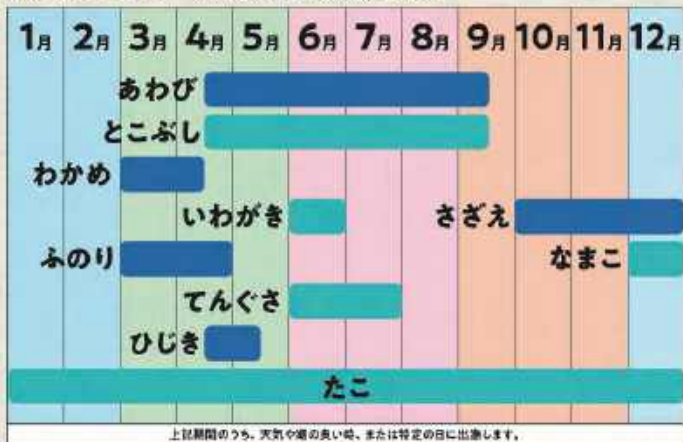 1月 2月 3月 4月 5月 6月 7月 8月 9月 10月 11月 12月
あわび
とこぶし
わかめ
いわがき さざえ
ふのり なまこ
てんぐさ
ひじき
たこ
上記期間のうち、天気や潮の良い時、または特定の日に出漁します。